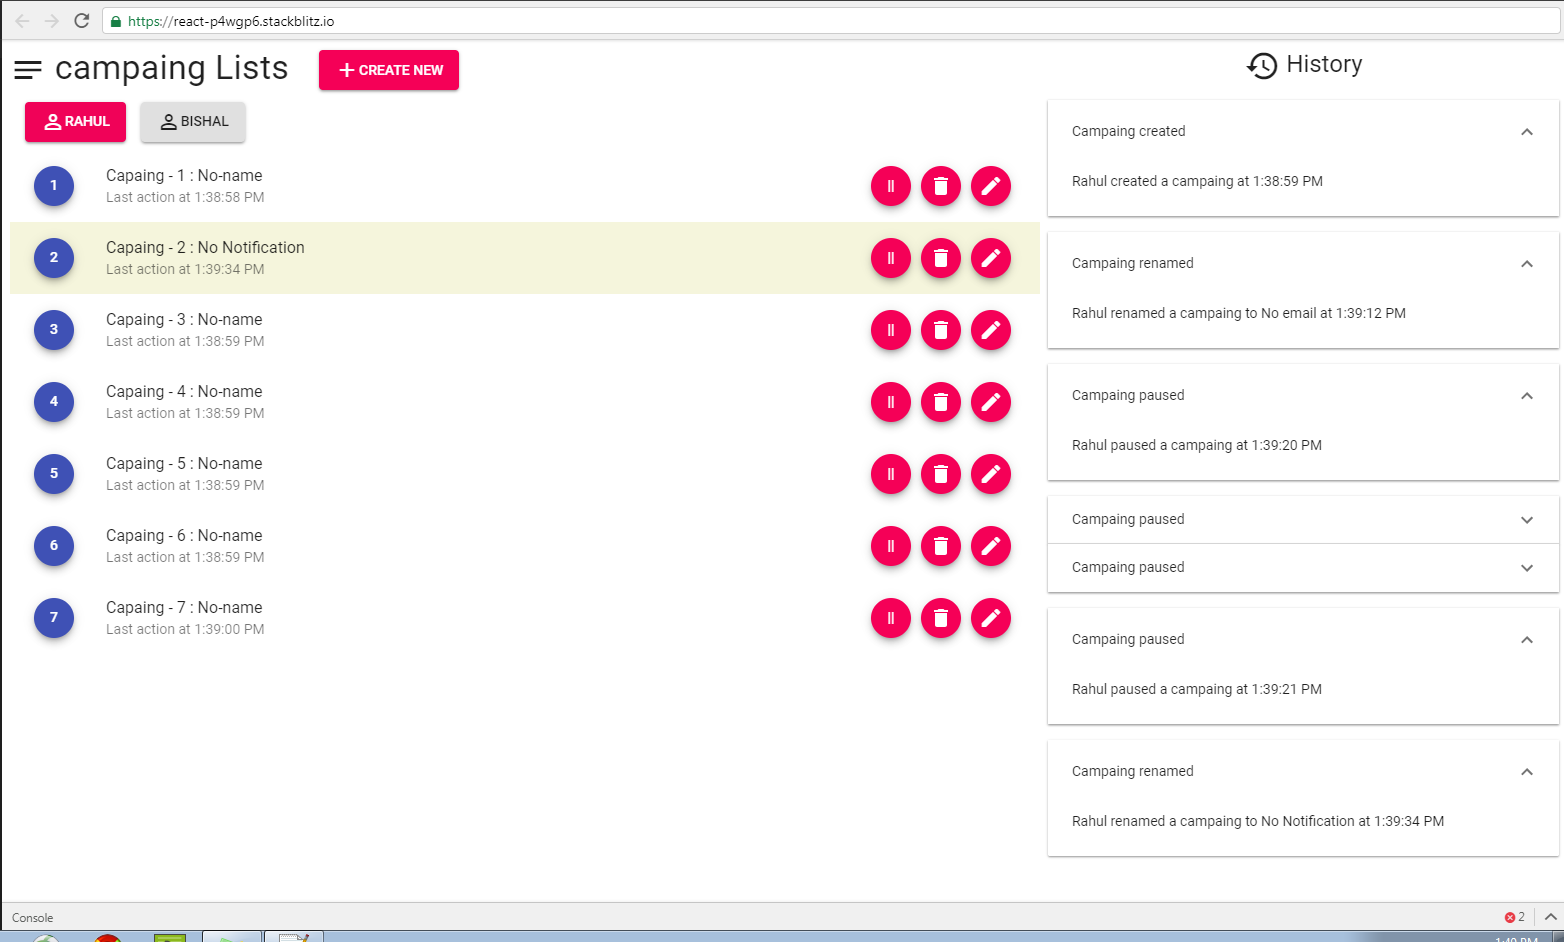 https://react-p4wgp6.stackblitz.io
campaing Lists
CREATE NEW
RAHUL
BISHAL
1
Capaing - 1 : No-name
Last action at 1:38:58 PM
2
Capaing - 2 : No Notification
Last action at 1:39:34 PM
3
Capaing - 3 : No-name
Last action at 1:38:59 PM
4
Capaing - 4 : No-name
Last action at 1:38:59 PM
5
Capaing - 5 : No-name
Last action at 1:38:59 PM
6
Capaing - 6 : No-name
Last action at 1:38:59 PM
7
Capaing - 7 : No-name
Last action at 1:39:00 PM
History
Campaing created
Rahul created a campaing at 1:38:59 PM
Campaing renamed
Rahul renamed a campaing to No email at 1:39:12 PM
Campaing paused
Rahul paused a campaing at 1:39:20 PM
Campaing paused
Campaing paused
Campaing paused
Rahul paused a campaing at 1:39:21 PM
Campaing renamed
Rahul renamed a campaing to No Notification at 1:39:34 PM
Console
2
1:40 PM